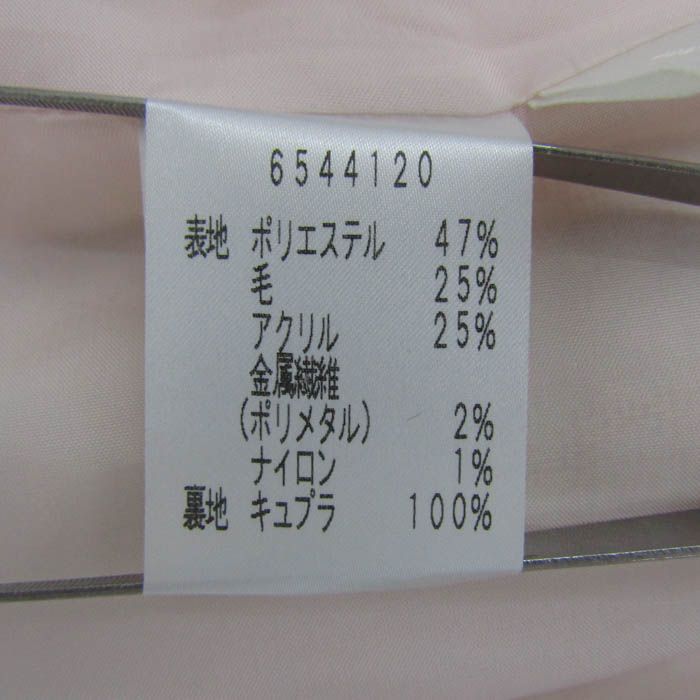 6544120
表地 ポリエステル 47%
毛 25%
アクリル 25%
金属繊維
(ポリメタル) 2%
ナイロン 1%
裏地 キュプラ 100%